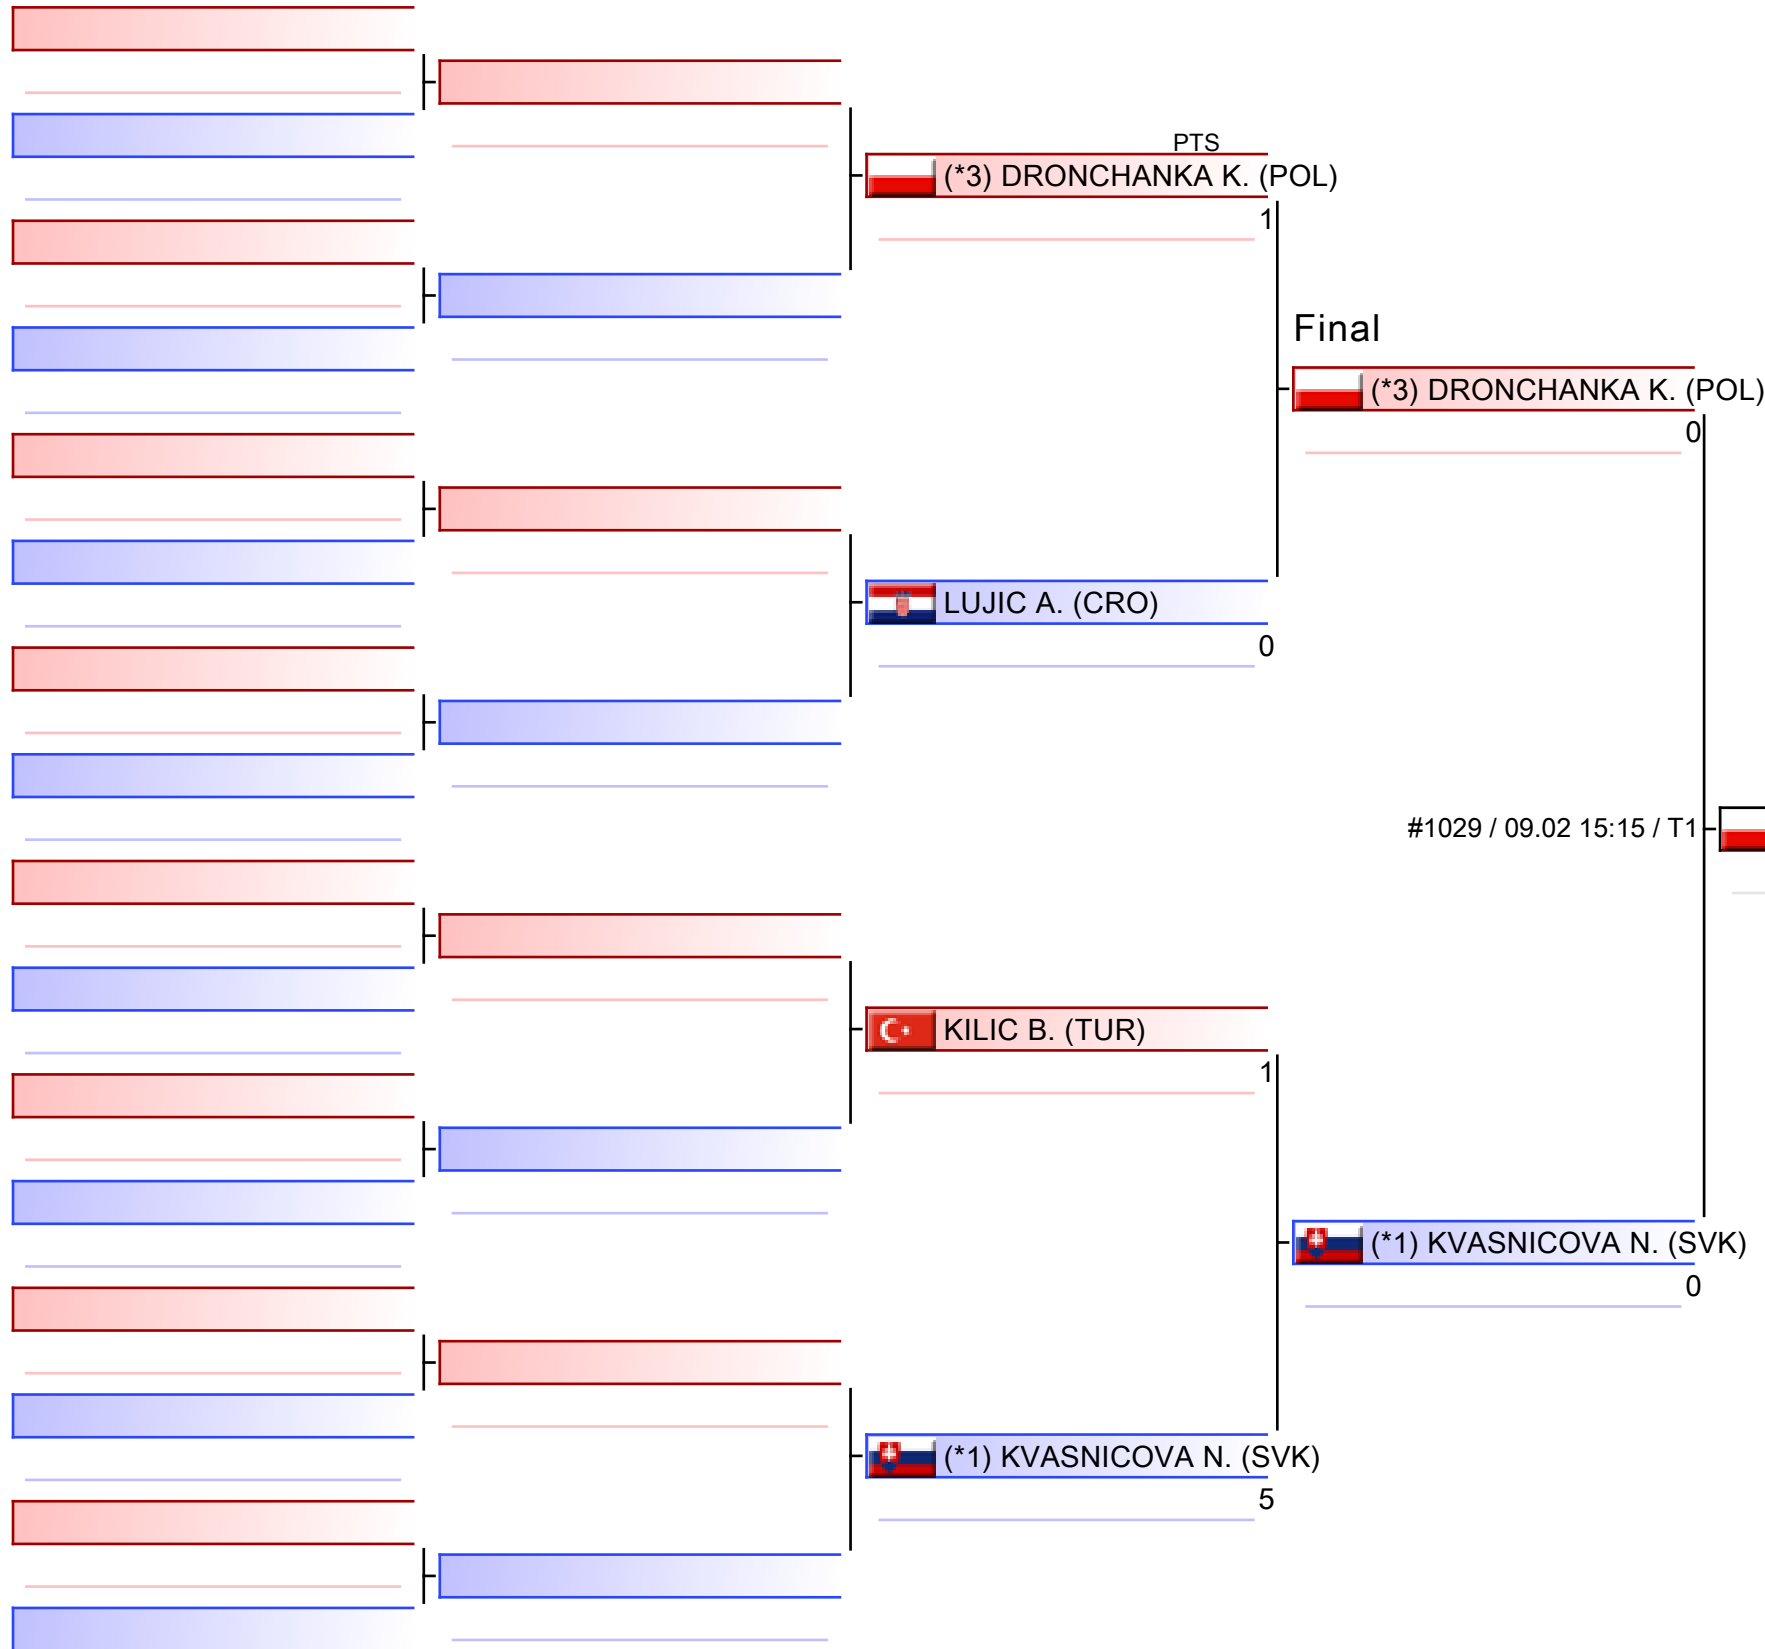 PTS
(*3) DRONCHANKA K. (POL)
1
Final
(*3) DRONCHANKA K. (POL)
0
LUJIC A. (CRO)
0
#1029 / 09.02 15:15 / T1
KILIC B. (TUR)
1
(*1) KVASNICOVA N. (SVK)
0
(*1) KVASNICOVA N. (SVK)
5